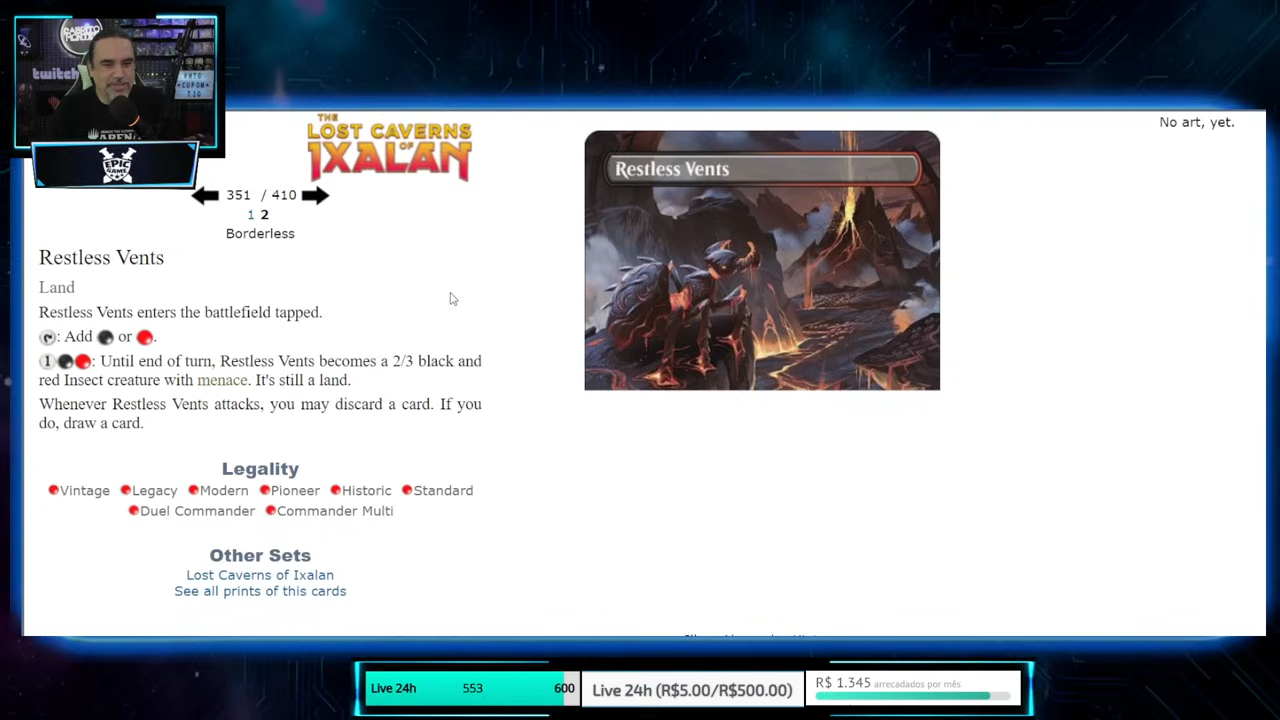 twitch
EPIC
GAME
THE
LOST CAVERNS
OF
IXALAN
351 / 410
1 2
Borderless
Restless Vents
Land
Restless Vents enters the battlefield tapped.
: Add or .
1 : Until end of turn, Restless Vents becomes a 2/3 black and
red Insect creature with menace. It's still a land.
Whenever Restless Vents attacks, you may discard a card. If you
do, draw a card.
Legality
Vintage Legacy Modern Pioneer Historic Standard
Duel Commander Commander Multi
Other Sets
Lost Caverns of Ixalan
See all prints of this cards
Restless Vents
No art, yet.
Live 24h 553 600
Live 24h (R$5.00/R$500.00)
R$ 1.345 arrecadados por mês